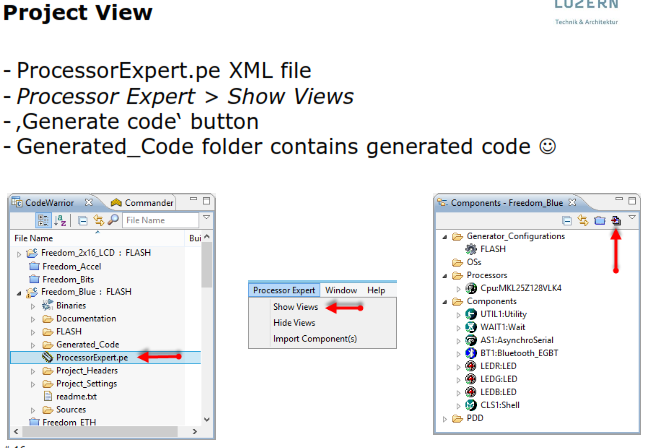 LUZERN
Project View
Technik & Architektur
- ProcessorExpert.pe XML file
- Processor Expert > Show Views
- ‚Generate code‘ button
- Generated_Code folder contains generated code ☺
CodeWarrior
Commander
File Name
File Name
Bui
Freedom_2x16_LCD : FLASH
Freedom_Accel
Freedom_Bits
Freedom_Blue : FLASH
Binaries
Documentation
FLASH
Generated_Code
ProcessorExpert.pe
Project_Headers
Project_Settings
readme.txt
Sources
Freedom_ETH
Processor Expert Window Help
Show Views
Hide Views
Import Component(s)
Components - Freedom_Blue
Generator_Configurations
FLASH
OSs
Processors
Cpu:MKL25Z128VLK4
Components
UTIL1:Utility
WAIT1:Wait
AS1:AsynchroSerial
BT1:Bluetooth_EGBT
LEDR:LED
LEDG:LED
LEDB:LED
CLS1:Shell
PDD